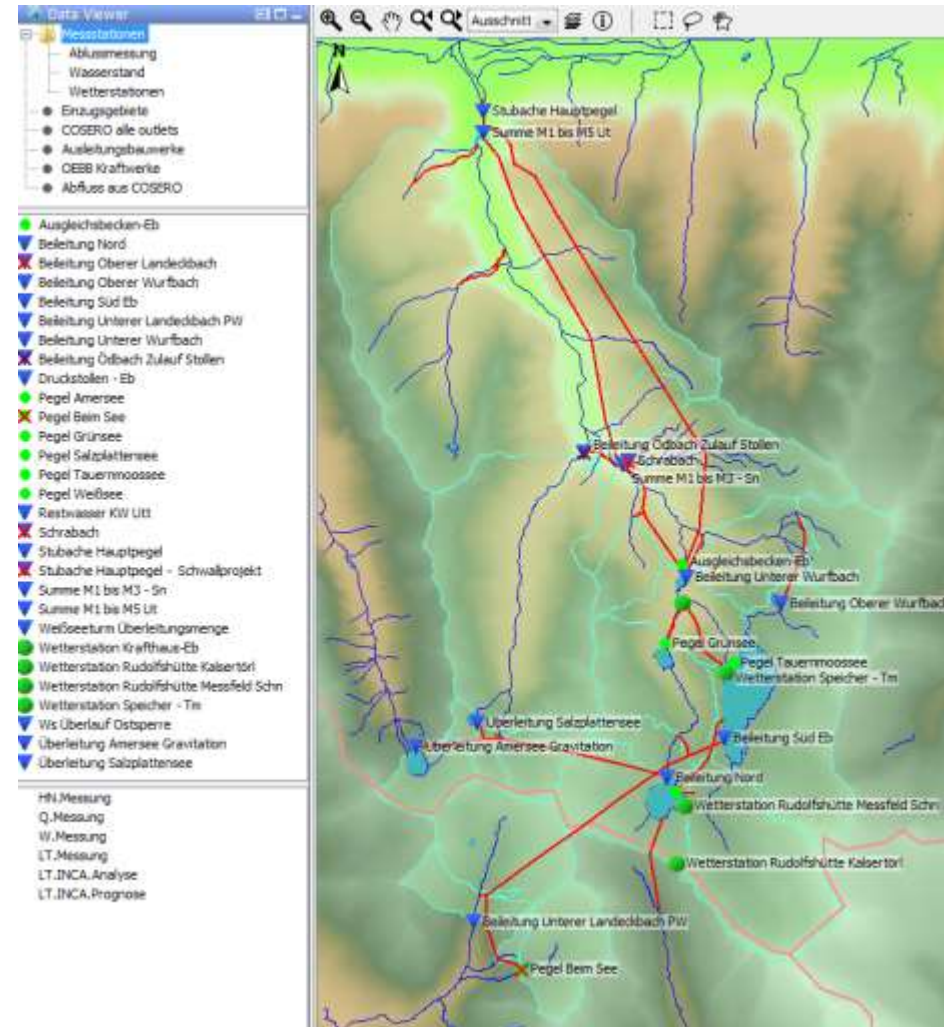 Data Viewer
Messstationen
Ablussmessung
Wasserstand
Wetterstationen
Einzugsgebiete
COSERO alle outlets
Ausleitungsbauwerke
OEBB Kraftwerke
Abfluss aus COSERO
Ausgleichsbecken-Eb
Beileitung Nord
Beileitung Oberer Landeckbach
Beileitung Oberer Wurfbach
Beileitung Süd Eb
Beileitung Unterer Landeckbach PW
Beileitung Unterer Wurfbach
Beileitung Ödbach Zulauf Stollen
Druckstollen - Eb
Pegel Amersee
Pegel Beim See
Pegel Grünsee
Pegel Salzplattensee
Pegel Tauernmoossee
Pegel Weißsee
Restwasser KW Utt
Schrabach
Stubache Hauptpegel
Stubache Hauptpegel - Schwallprojekt
Summe M1 bis M3 - Sn
Summe M1 bis M5 Ut
Weißseeturm Überleitungsmenge
Wetterstation Krafthaus-Eb
Wetterstation Rudolfshütte Kalsertörl
Wetterstation Rudolfshütte Messfeld Schn
Wetterstation Speicher - Tm
Ws Überlauf Ostsperre
Überleitung Amersee Gravitation
Überleitung Salzplattensee
HN.Messung
Q.Messung
W.Messung
LT.Messung
LT.INCA.Analyse
LT.INCA.Prognose
Ausschnitt
N
Stubache Hauptpegel
Summe M1 bis M5 Ut
Beileitung Ödbach Zulauf Stollen
Schrabach
Summe M1 bis M3 - Sn
Ausgleichsbecken-Eb
Beileitung Unterer Wurfbach
Beileitung Oberer Wurfbac
Pegel Grünsee
Pegel Tauernmoossee
Wetterstation Speicher - Tm
Überleitung Salzplattensee
Beileitung Süd Eb
Überleitung Amersee Gravitation
Beileitung Nord
Wetterstation Rudolfshütte Messfeld Schn
Wetterstation Rudolfshütte Kalsertörl
Beileitung Unterer Landeckbach PW
Pegel Beim See